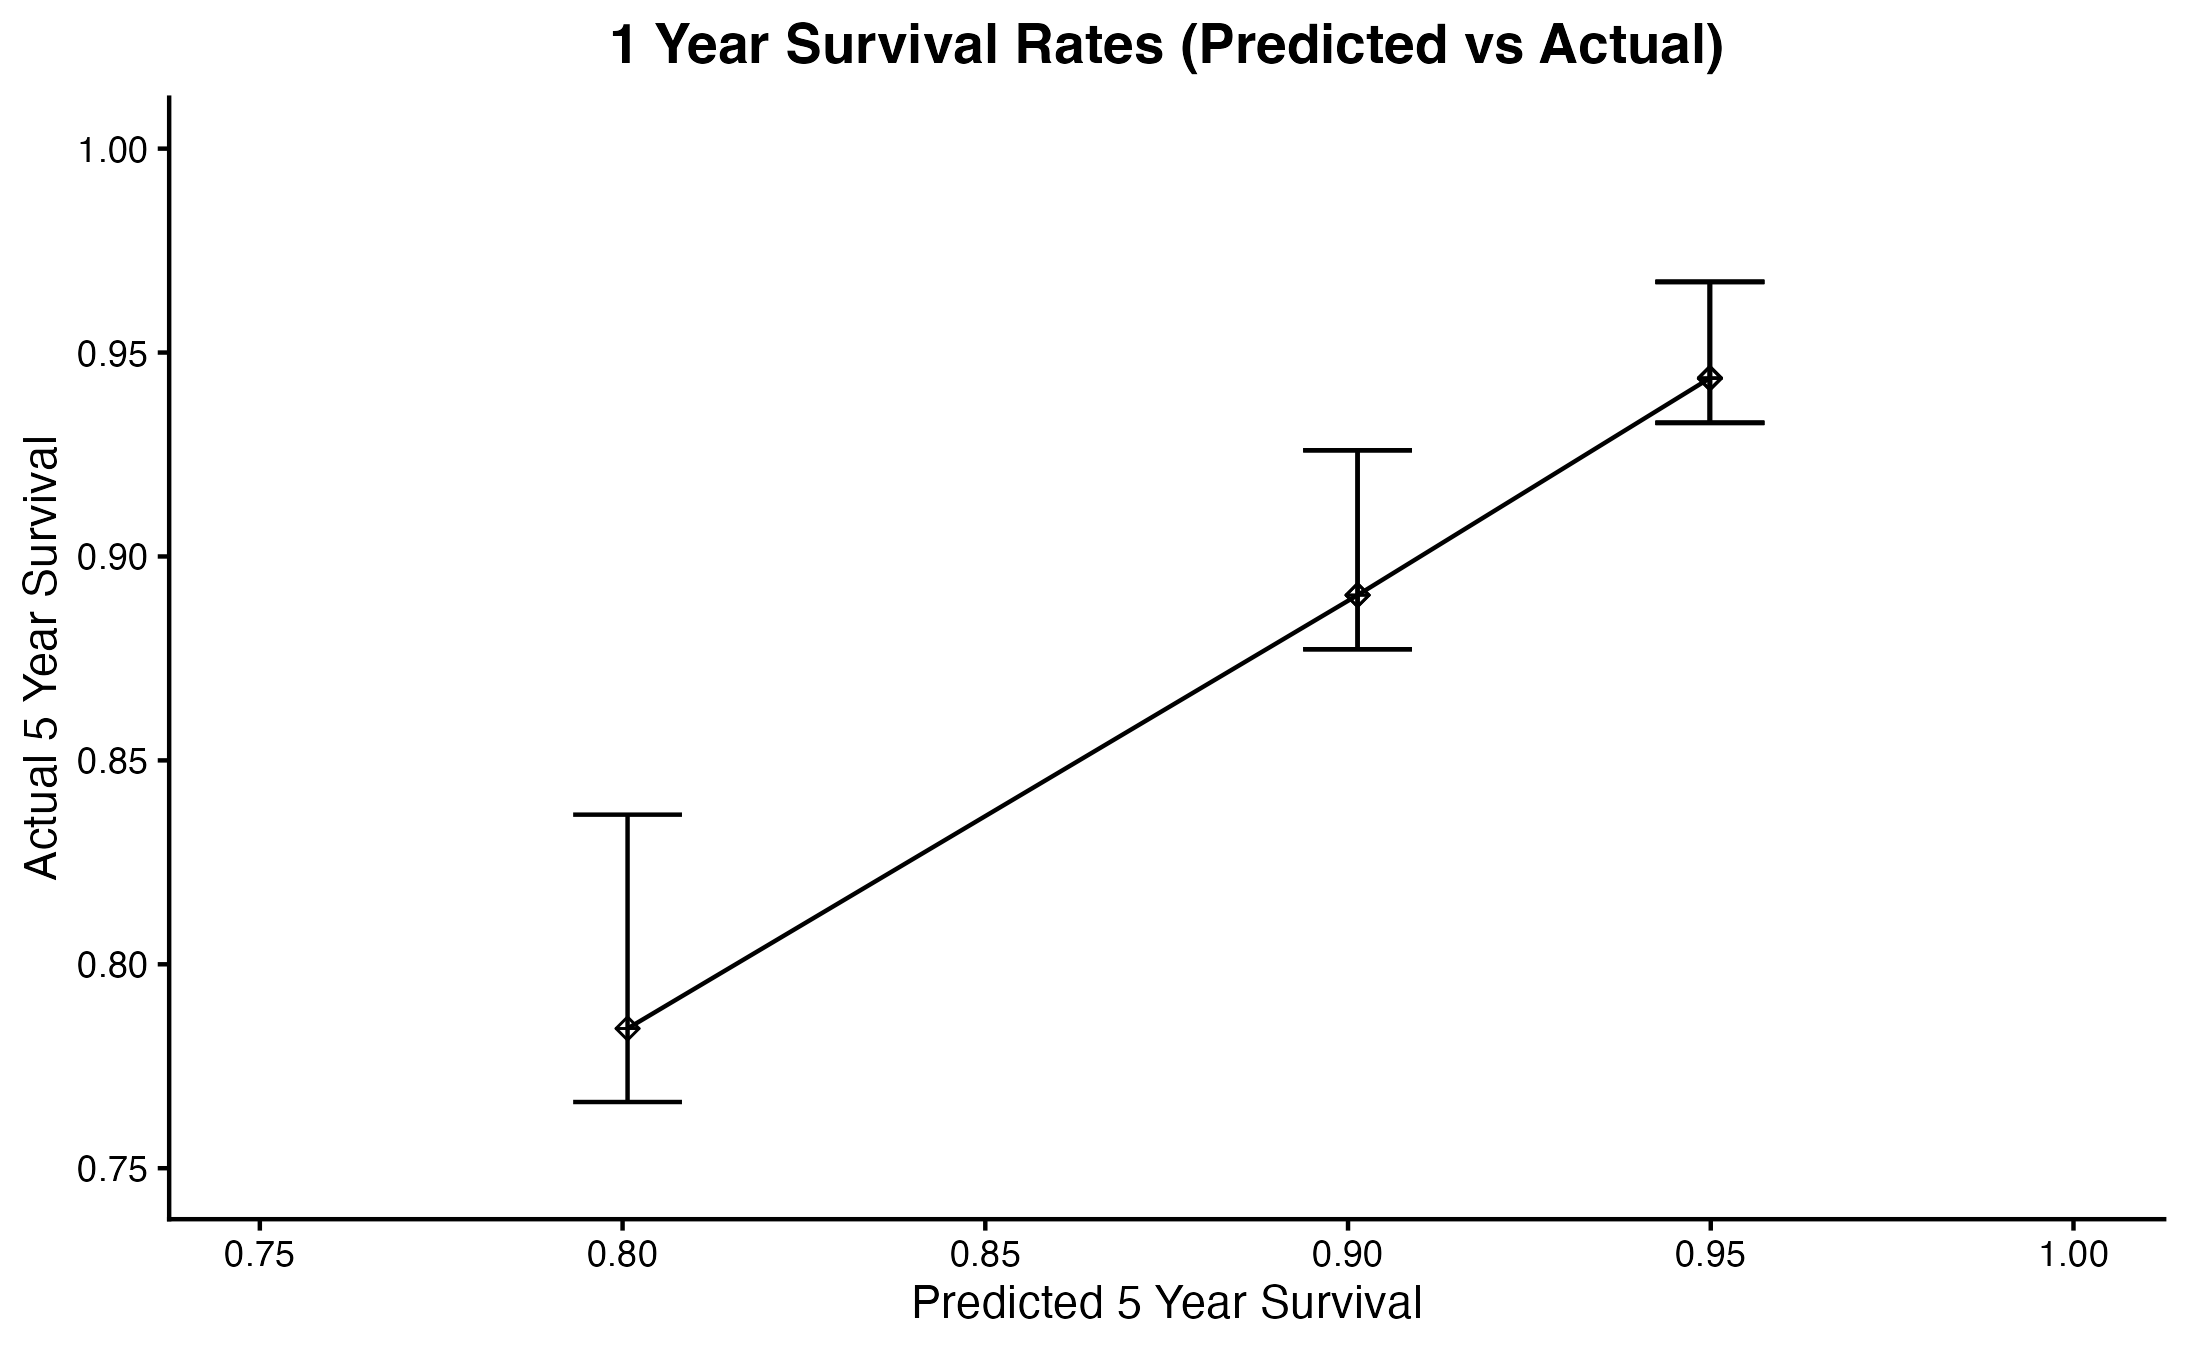 1 Year Survival Rates (Predicted vs Actual)
Actual 5 Year Survival
1.00
0.95
0.90
0.85
0.80
0.75
0.75 0.80 0.85 0.90 0.95 1.00
Predicted 5 Year Survival